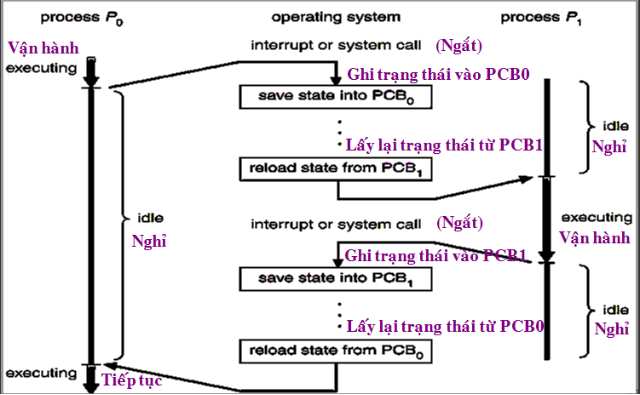 process P0 operating system process P1
interrupt or system call (Ngắt)
Vận hành
executing
Ghi trạng thái vào PCB0
save state into PCB0
Lấy lại trạng thái từ PCB1
idle
Nghỉ
reload state from PCB1
idle
Nghỉ
interrupt or system call (Ngắt)
executing
Vận hành
Ghi trạng thái vào PCB1
save state into PCB1
Lấy lại trạng thái từ PCB0
idle
Nghỉ
reload state from PCB0
executing
Tiếp tục